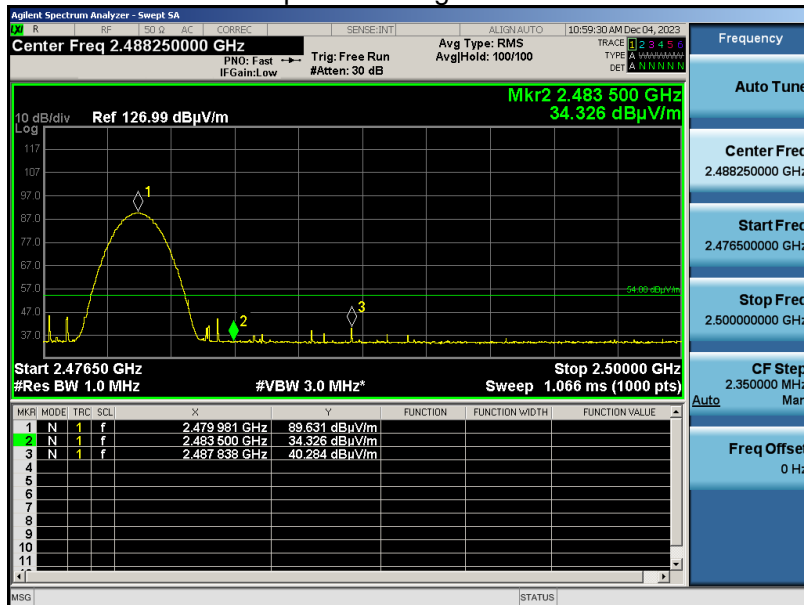 Agilent Spectrum Analyzer - Swept SA
LXI R RF 50 Ω AC CORREC SENSE:INT ALIGN AUTO 10:59:30 AM Dec 04, 2023
Center Freq 2.488250000 GHz
PNO: Fast
IFGain:Low
Trig: Free Run
#Atten: 30 dB
Avg Type: RMS
Avg|Hold: 100/100
TRACE 1 2 3 4 5 6
TYPE A WWWWW
DET A N N N N N
Mkr2 2.483 500 GHz
34.326 dBµV/m
10 dB/div
Log
Ref 126.99 dBµV/m
117
107
97.0
87.0
77.0
67.0
57.0
47.0
37.0
1
2
3
54.00 dBµV/m
Start 2.47650 GHz
Stop 2.50000 GHz
#Res BW 1.0 MHz
#VBW 3.0 MHz*
Sweep 1.066 ms (1000 pts)
MKR MODE TRC SCL X Y FUNCTION FUNCTION WIDTH FUNCTION VALUE
1 N 1 f 2.479 981 GHz 89.631 dBµV/m
2 N 1 f 2.483 500 GHz 34.326 dBµV/m
3 N 1 f 2.487 838 GHz 40.284 dBµV/m
4
5
6
7
8
9
10
11
MSG
STATUS
Frequency
Auto Tune
Center Freq
2.488250000 GHz
Start Freq
2.476500000 GHz
Stop Freq
2.500000000 GHz
CF Step
2.350000 MHz
Auto Man
Freq Offset
0 Hz